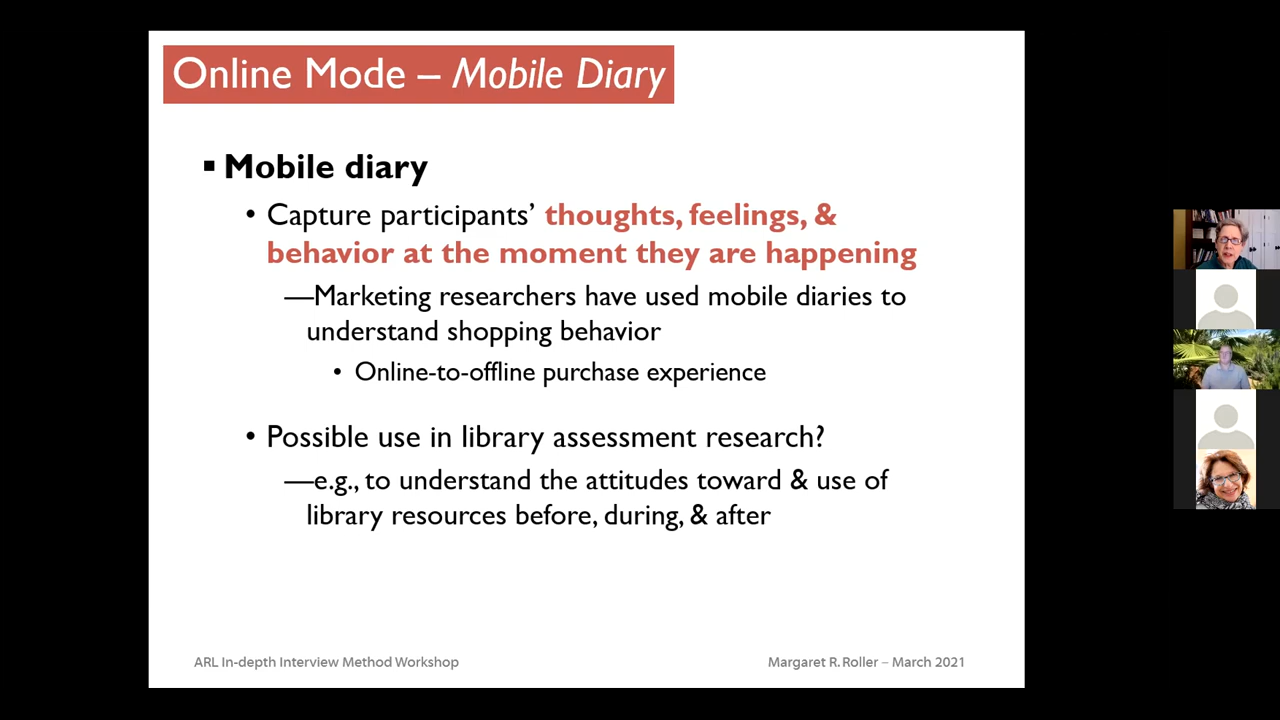 Online Mode – Mobile Diary
▪ Mobile diary
• Capture participants’ thoughts, feelings, &
behavior at the moment they are happening
—Marketing researchers have used mobile diaries to
understand shopping behavior
• Online-to-offline purchase experience
• Possible use in library assessment research?
—e.g., to understand the attitudes toward & use of
library resources before, during, & after
ARL In-depth Interview Method Workshop
Margaret R. Roller – March 2021